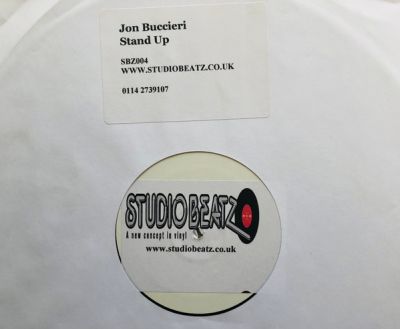 Jon Buccieri
Stand Up
SBZ004
WWW.STUDIOBEATZ.CO.UK
0114 2739107
STUDIOBEATZ
A new concept in vinyl
www.studiobeatz.co.uk